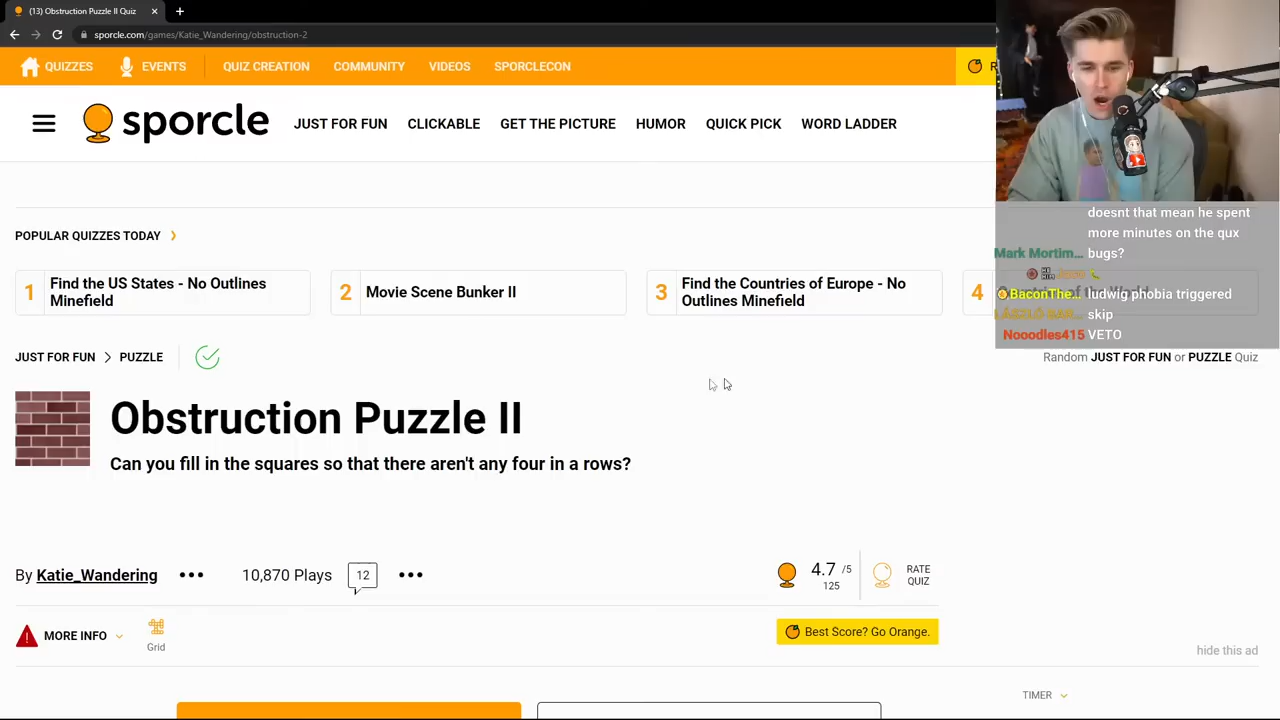 (13) Obstruction Puzzle II Quiz
sporcle.com/games/Katie_Wandering/obstruction-2
QUIZZES
EVENTS
QUIZ CREATION
COMMUNITY
VIDEOS
SPORCLECON
sporcle
JUST FOR FUN
CLICKABLE
GET THE PICTURE
HUMOR
QUICK PICK
WORD LADDER
doesnt that mean he spent
more minutes on the qux
Mark Mortim... bugs?
BaconThe... ludwig phobia triggered
skip
Nooodles415 VETO
POPULAR QUIZZES TODAY
1 Find the US States - No Outlines
Minefield
2 Movie Scene Bunker II
3 Find the Countries of Europe - No
Outlines Minefield
4
JUST FOR FUN > PUZZLE
Random JUST FOR FUN or PUZZLE Quiz
Obstruction Puzzle II
Can you fill in the squares so that there aren't any four in a rows?
By Katie_Wandering
10,870 Plays
12
4.7 /5
125
RATE
QUIZ
MORE INFO
Grid
Best Score? Go Orange.
hide this ad
TIMER